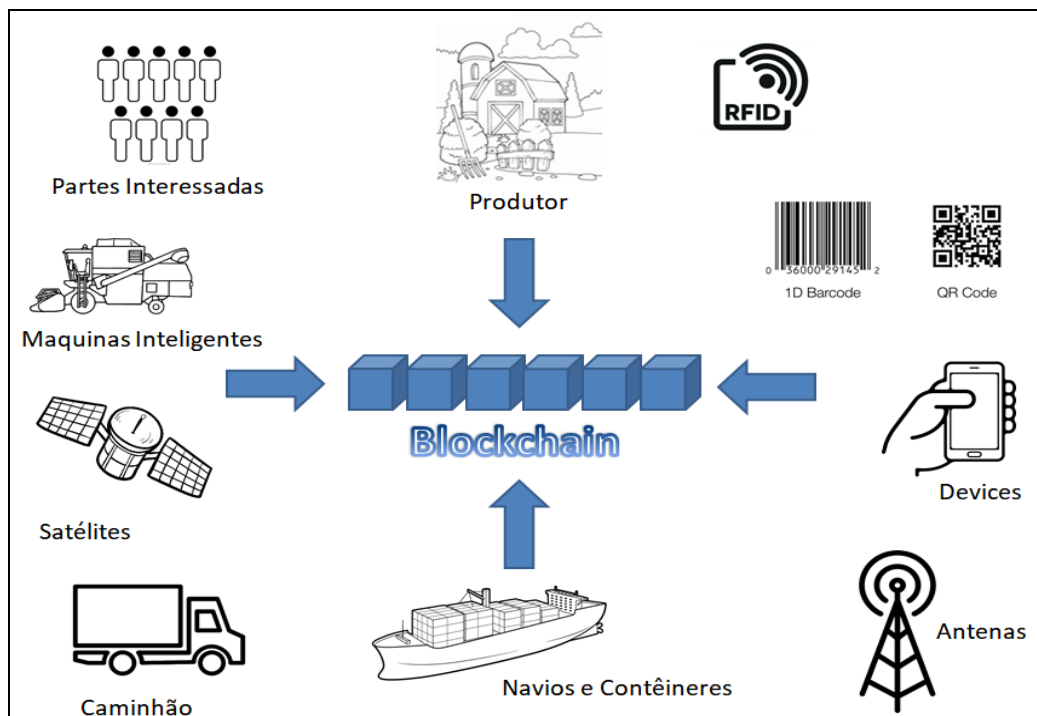 Partes Interessadas
Produtor
RFID
0 36000 29145 2
1D Barcode
QR Code
Maquinas Inteligentes
Blockchain
Devices
Satélites
Antenas
Navios e Contêineres
Caminhão